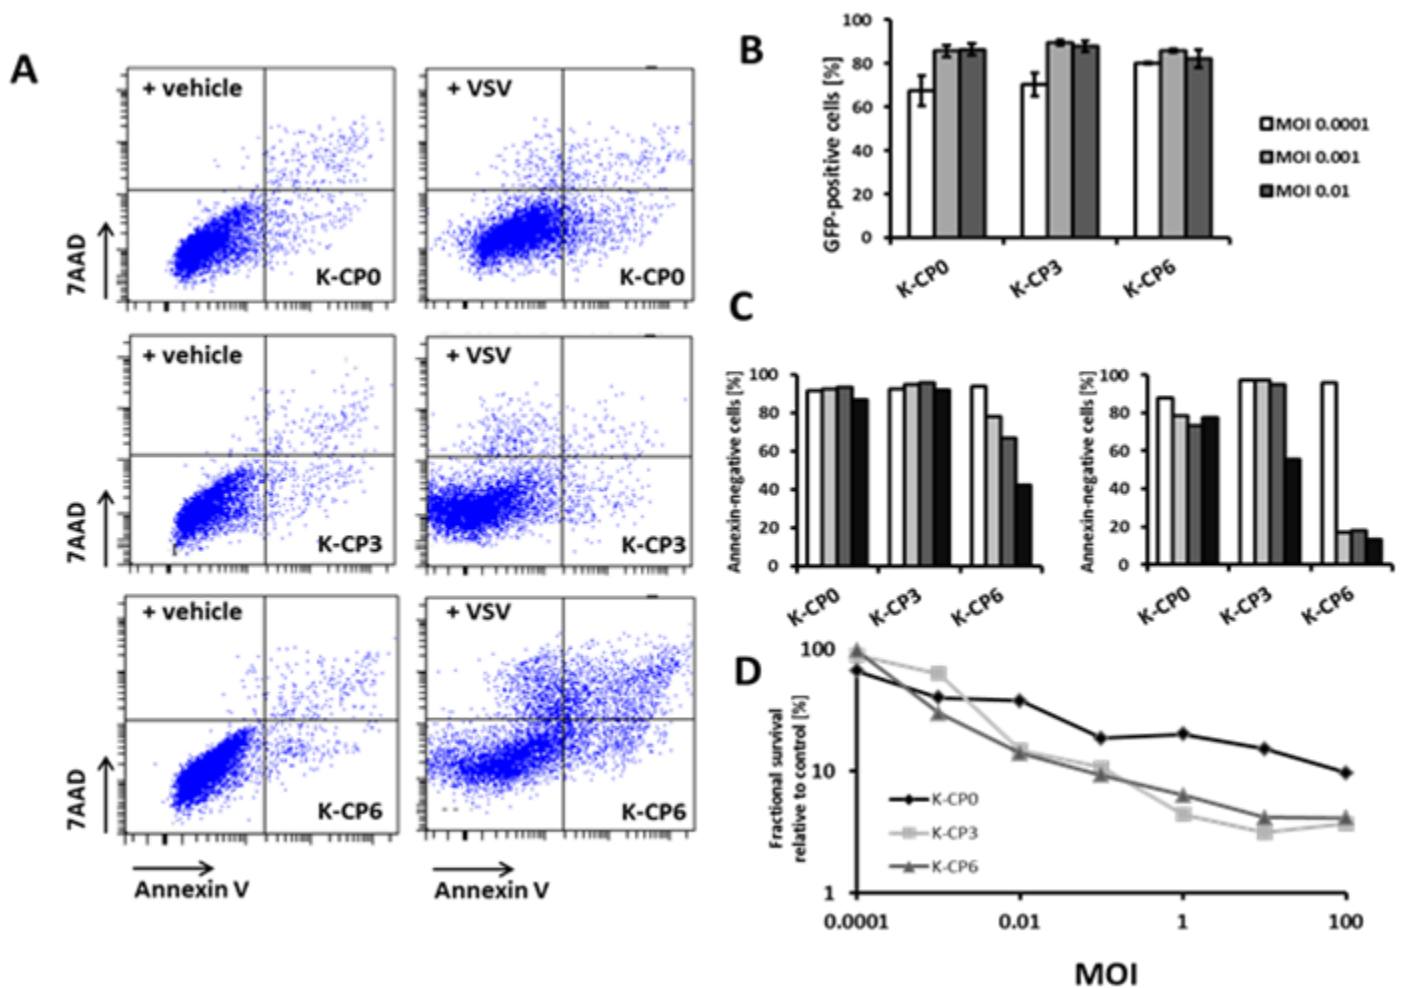 A
+ vehicle
7AAD
K-CP0
+ VSV
K-CP0
+ vehicle
7AAD
K-CP3
+ VSV
K-CP3
+ vehicle
7AAD
K-CP6
+ VSV
K-CP6
Annexin V
Annexin V
B
GFP-positive cells [%]
100
80
60
40
20
0
K-CP0
K-CP3
K-CP6
MOI 0.0001
MOI 0.001
MOI 0.01
C
Annexin-negative cells [%]
100
80
60
40
20
0
K-CP0
K-CP3
K-CP6
Annexin-negative cells [%]
100
80
60
40
20
0
K-CP0
K-CP3
K-CP6
D
Fractional survival
relative to control [%]
100
10
1
K-CP0
K-CP3
K-CP6
0.0001
0.01
1
100
MOI